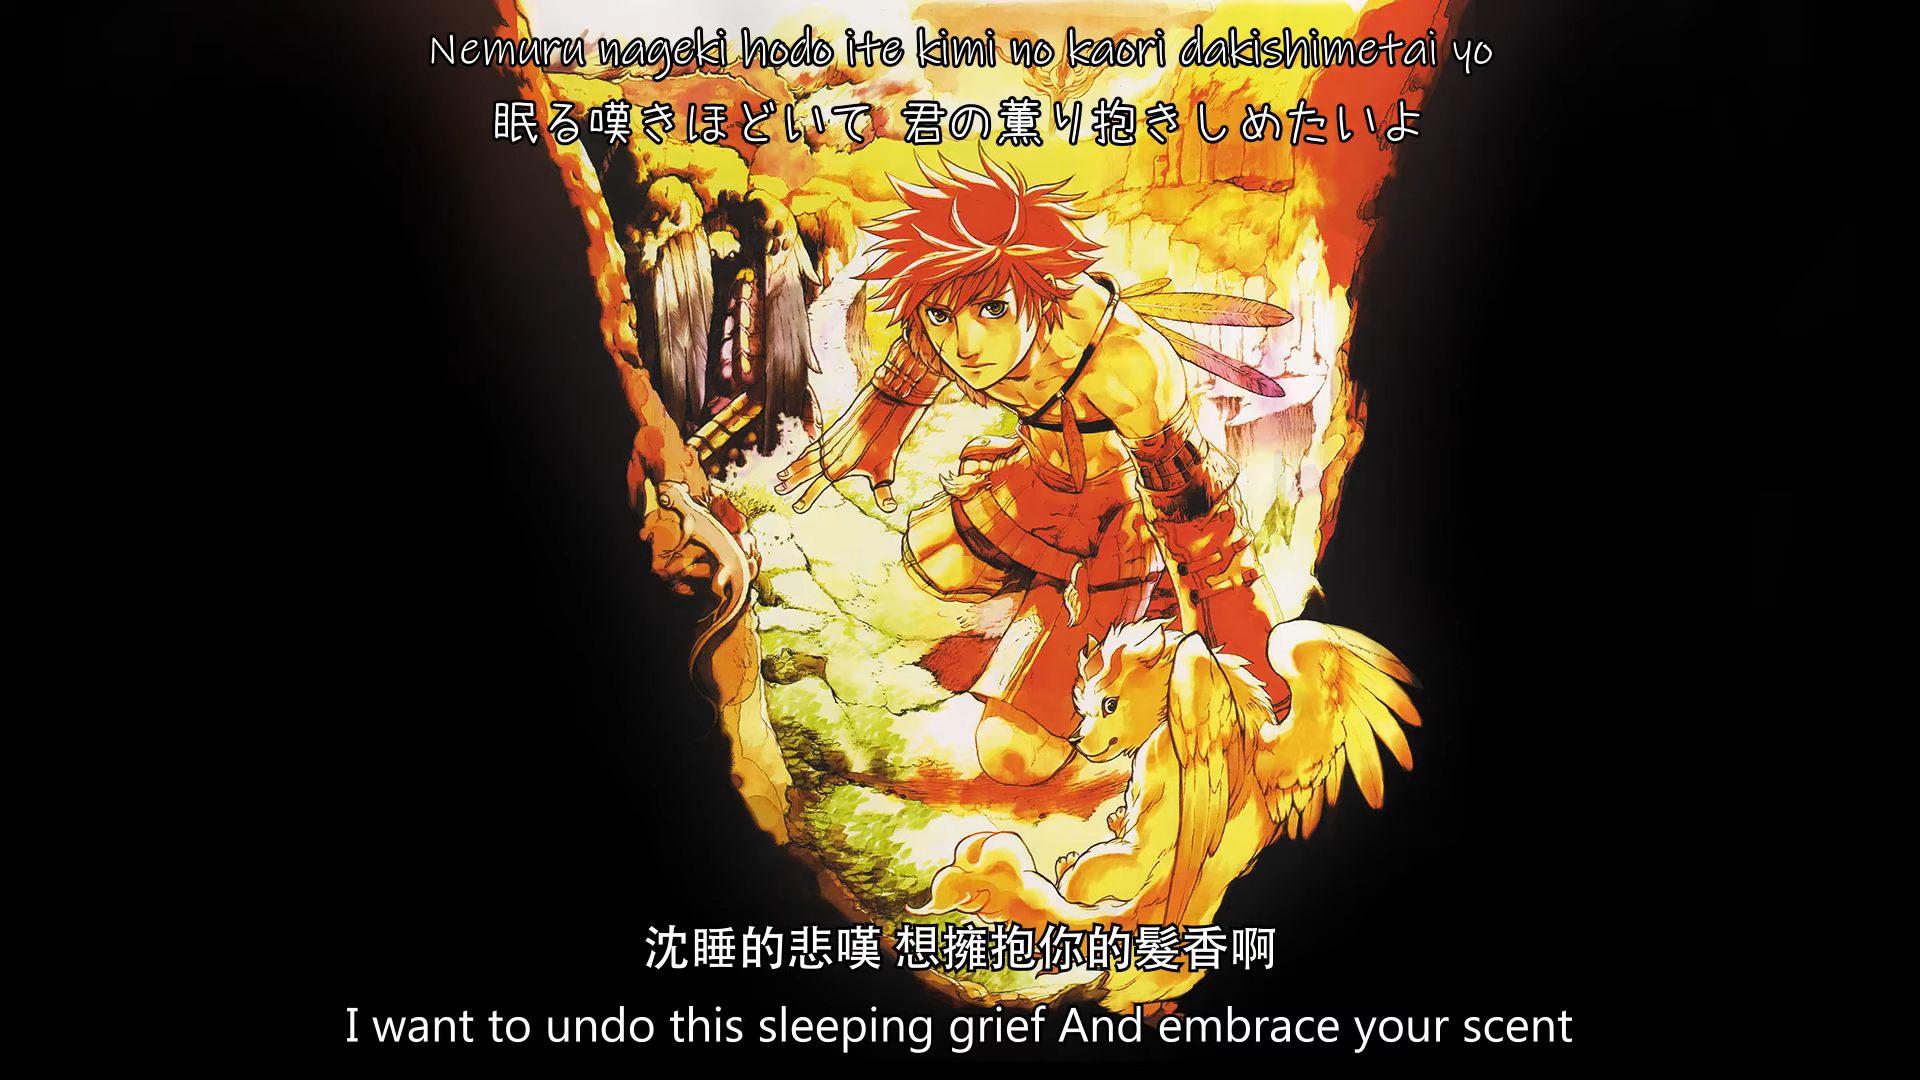 Nemuru nageki hodo ite kimi no kaori dakishimetai yo
眠る嘆きほどいて 君の薫り抱きしめたいよ
沈睡的悲嘆 想擁抱你的髮香啊
I want to undo this sleeping grief And embrace your scent